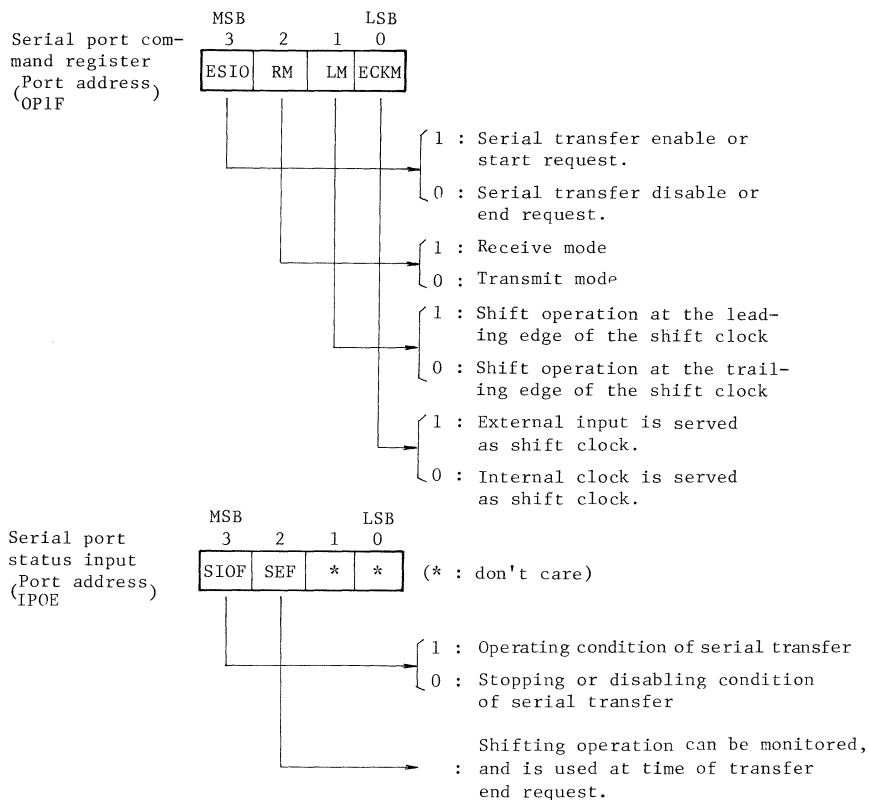 MSB LSB
Serial port com- 3 2 1 0
mand register
ESIO RM LM ECKM
(Port address)
OP1F
1 : Serial transfer enable or
start request.
0 : Serial transfer disable or
end request.
1 : Receive mode
0 : Transmit mode
1 : Shift operation at the lead-
ing edge of the shift clock
0 : Shift operation at the trail-
ing edge of the shift clock
1 : External input is served
as shift clock.
0 : Internal clock is served
as shift clock.
MSB LSB
Serial port 3 2 1 0
status input
SIOF SEF * * (* : don't care)
(Port address)
IPOE
1 : Operating condition of serial transfer
0 : Stopping or disabling condition
of serial transfer
Shifting operation can be monitored,
: and is used at time of transfer
end request.